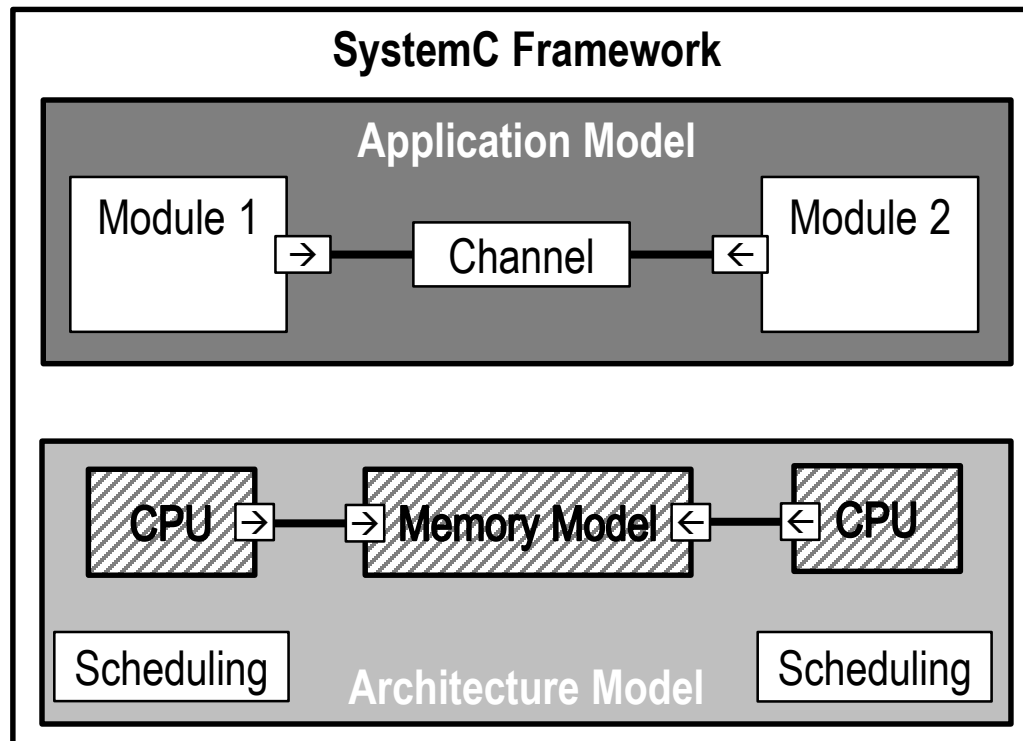 SystemC Framework
Application Model
Module 1
→
Channel
←
Module 2
CPU
→
→
Memory Model
←
←
CPU
Scheduling
Architecture Model
Scheduling